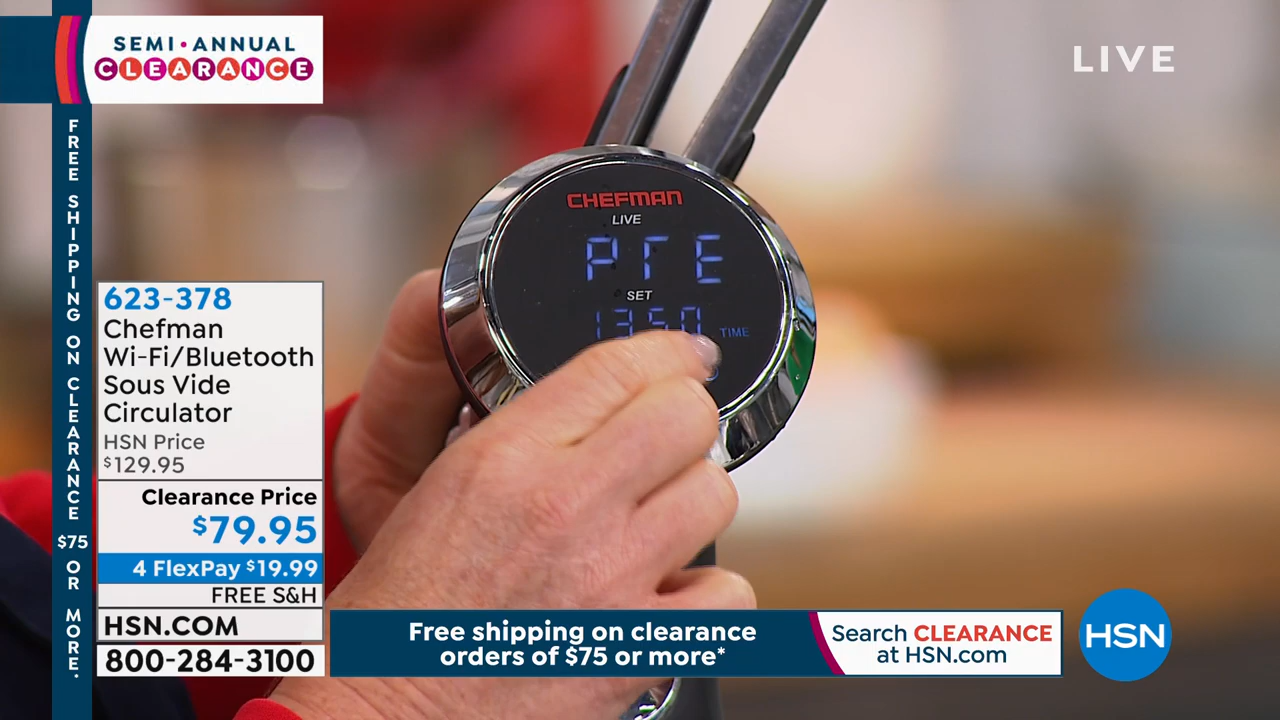 SEMI•ANNUAL
CLEARANCE
LIVE
FREE SHIPPING ON CLEARANCE $75 OR MORE.
CHEFMAN
LIVE
PrE
SET
1350
TIME
623-378
Chefman
Wi-Fi/Bluetooth
Sous Vide
Circulator
HSN Price
$129.95
Clearance Price
$79.95
4 FlexPay $19.99
FREE S&H
HSN.COM
800-284-3100
Free shipping on clearance
orders of $75 or more*
Search CLEARANCE
at HSN.com
HSN